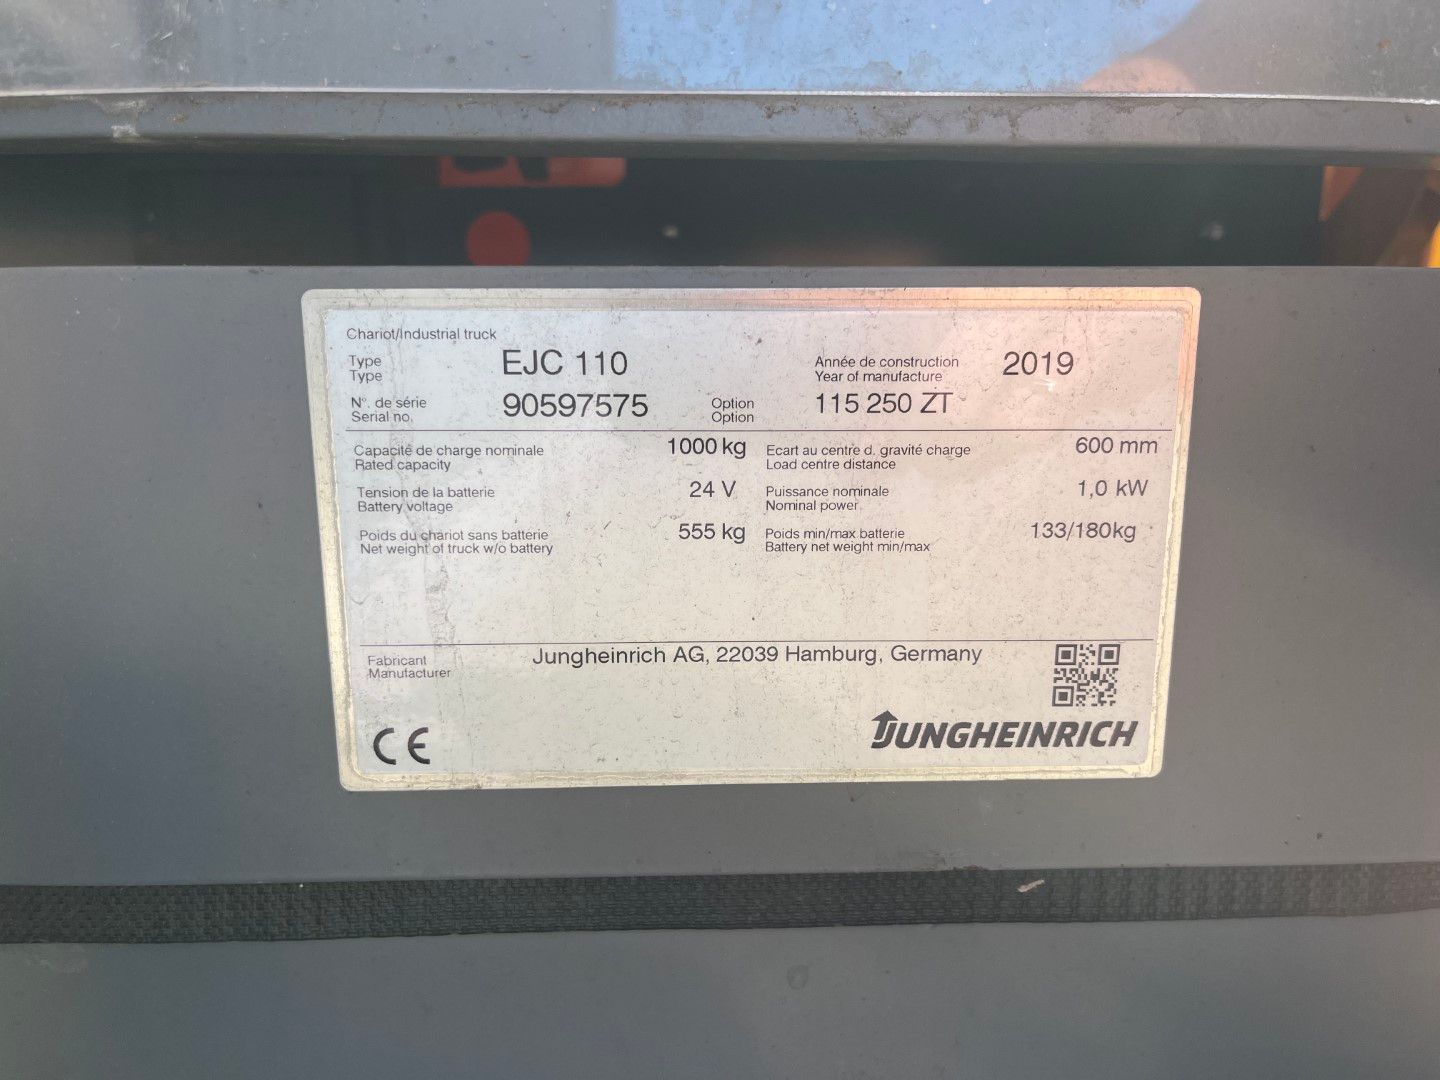 Chariot/Industrial truck
Type EJC 110 Année de construction 2019
Type Year of manufacture
N°. de série 90597575 Option 115 250 ZT
Serial no. Option
Capacité de charge nominale 1000 kg Ecart au centre d. gravité charge 600 mm
Rated capacity Load centre distance
Tension de la batterie 24 V Puissance nominale 1,0 kW
Battery voltage Nominal power
Poids du chariot sans batterie 555 kg Poids min/max batterie 133/180kg
Net weight of truck w/o battery Battery net weight min/max
Fabricant Jungheinrich AG, 22039 Hamburg, Germany
Manufacturer
CE JUNGHEINRICH